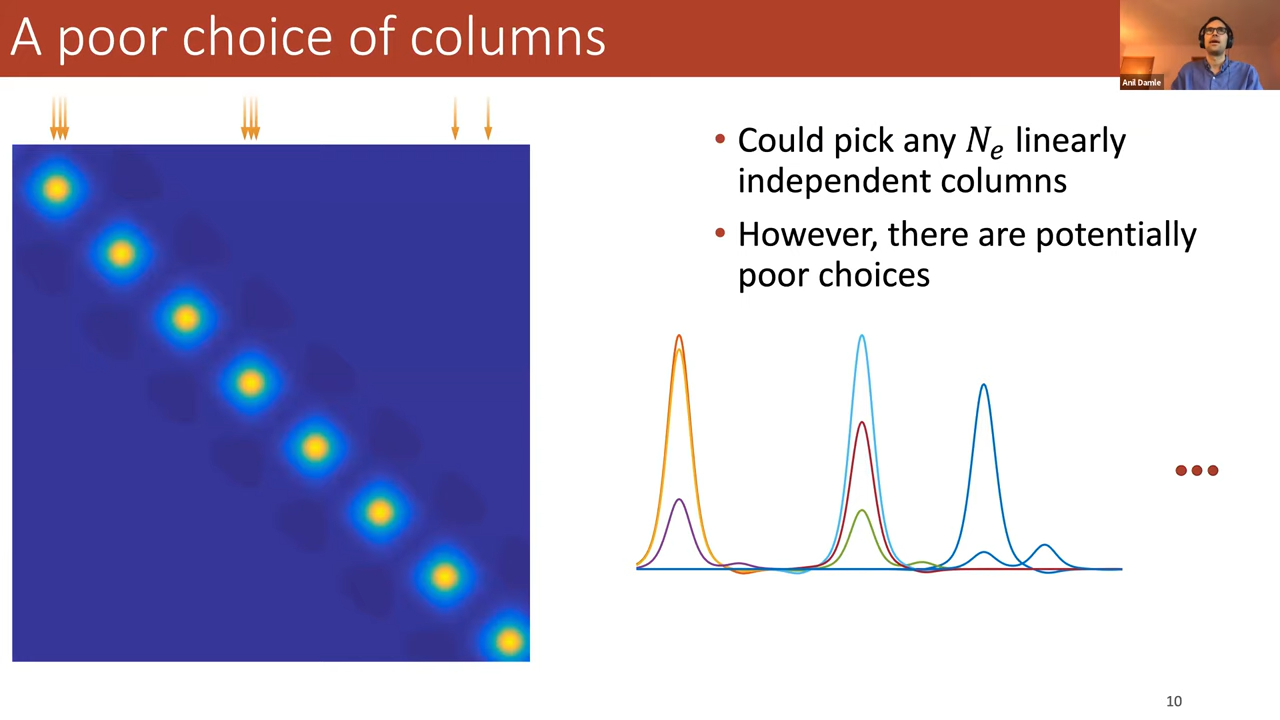 A poor choice of columns
Anil Damle
• Could pick any Nₑ linearly
independent columns
• However, there are potentially
poor choices
10